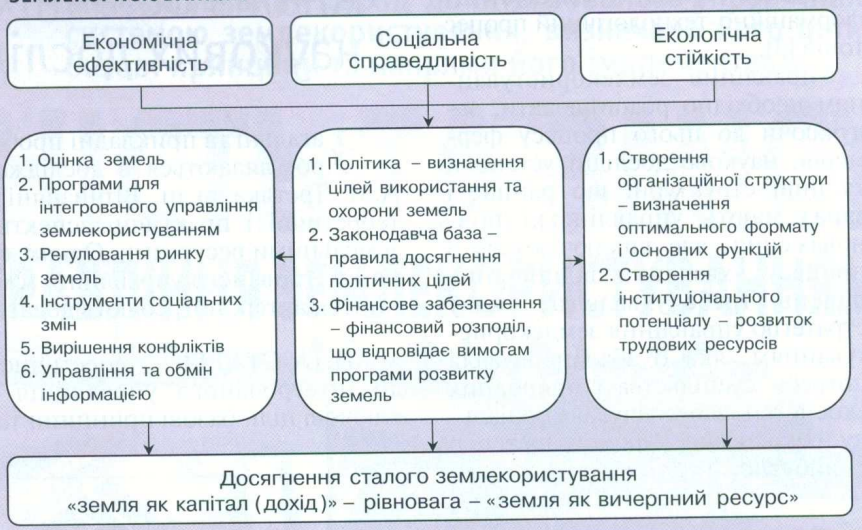 Економічна
ефективність
Соціальна
справедливість
Екологічна
стійкість
1. Оцінка земель
2. Програми для
покращеного управління
землекористуванням
3. Регулювання ринку
земель
4. Інструменти соціальних
змін
5. Вирішення конфліктів
6. Управління та обмін
інформацією
1. Політика – визначення
цілей використання та
охорони земель
2. Законодавча база –
правила досягнення
політичних цілей
3. Фінансове забезпечення
– фінансовий розподіл,
що відповідає вимогам
програми розвитку
земель
1. Створення
організаційної структури
– визначення
оптимального формату
і основних функцій
2. Створення
інституціонального
базису – розвиток
трудових ресурсів
Досягнення сталого землекористування
«земля як капітал (дохід)» – рівновага – «земля як вичерпний ресурс»